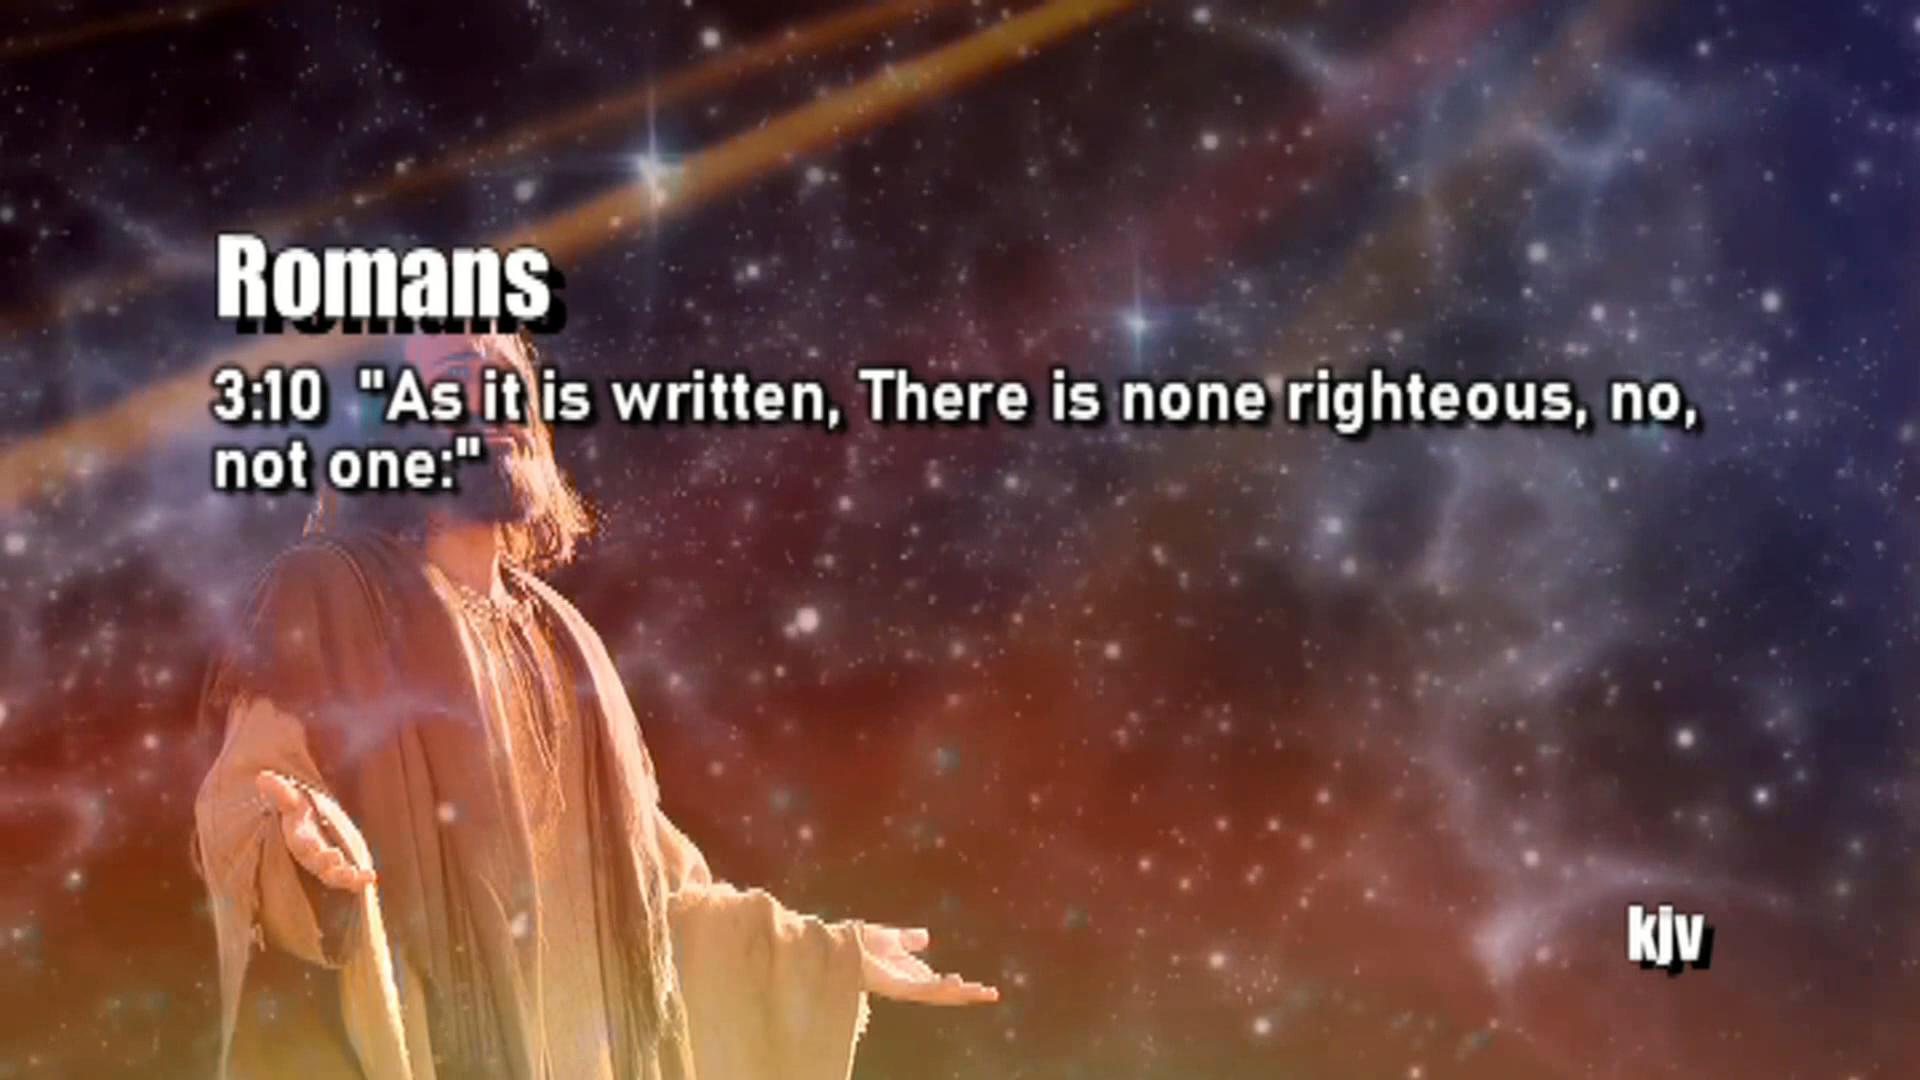 Romans
3:10 "As it is written, There is none righteous, no,
not one:"
kjv